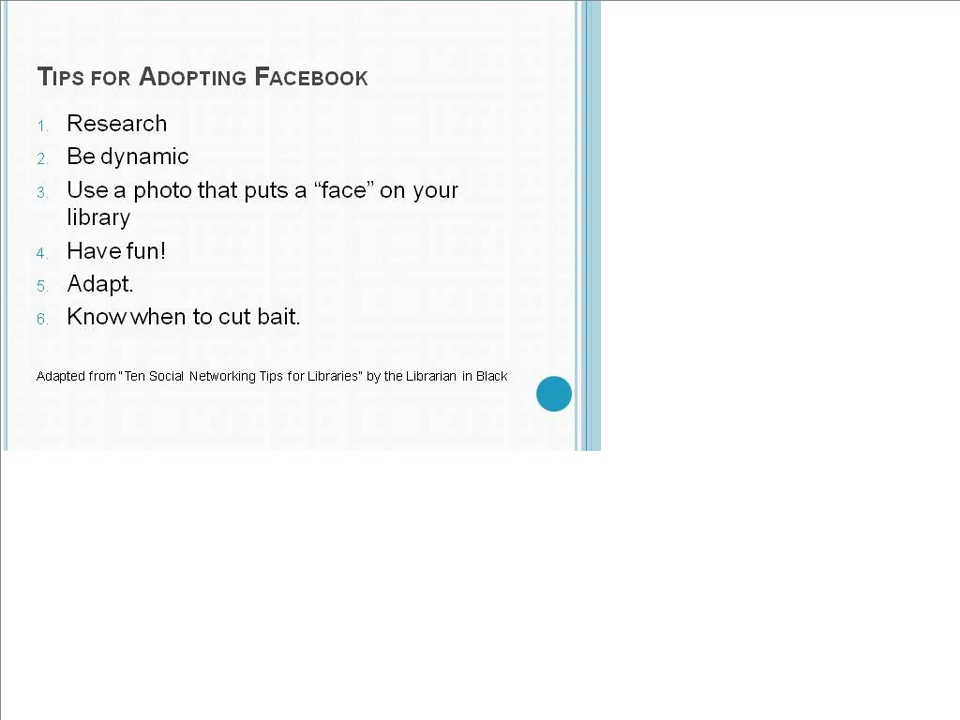 TIPS FOR ADOPTING FACEBOOK
1. Research
2. Be dynamic
3. Use a photo that puts a “face” on your
library
4. Have fun!
5. Adapt.
6. Know when to cut bait.
Adapted from “Ten Social Networking Tips for Libraries” by the Librarian in Black